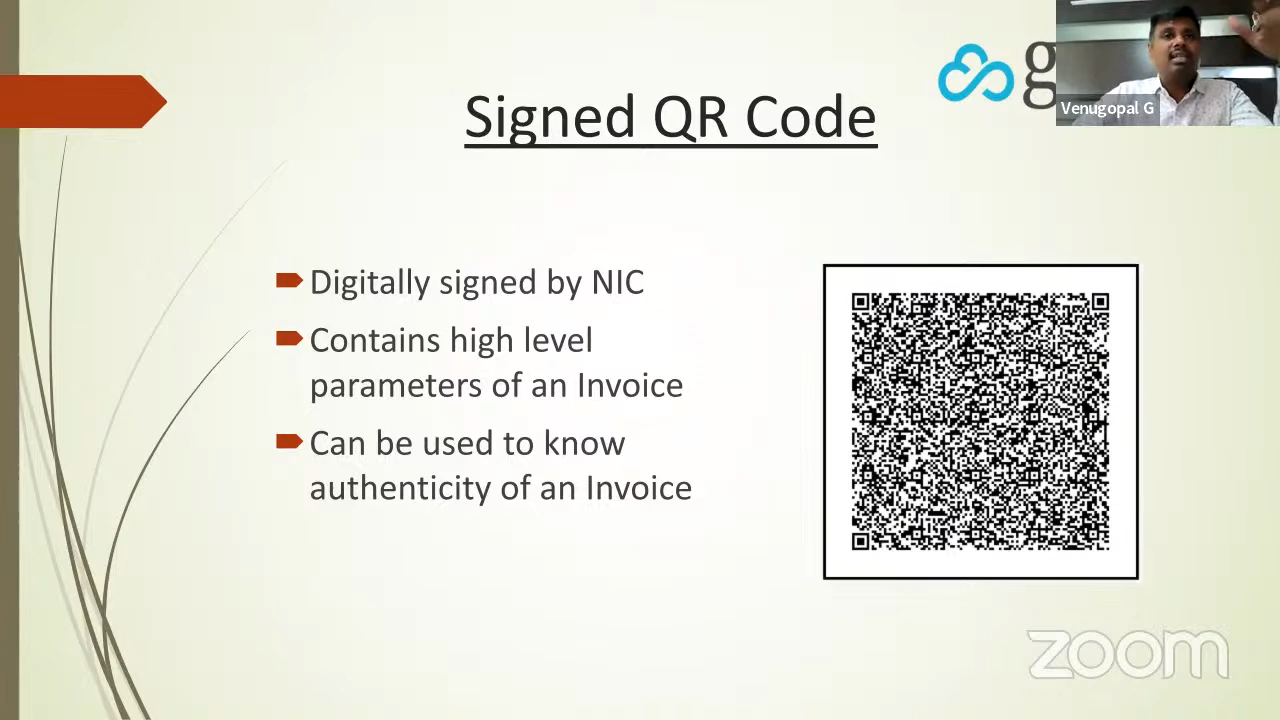 g
Venugopal G
Signed QR Code
Digitally signed by NIC
Contains high level
parameters of an Invoice
Can be used to know
authenticity of an Invoice
zoom